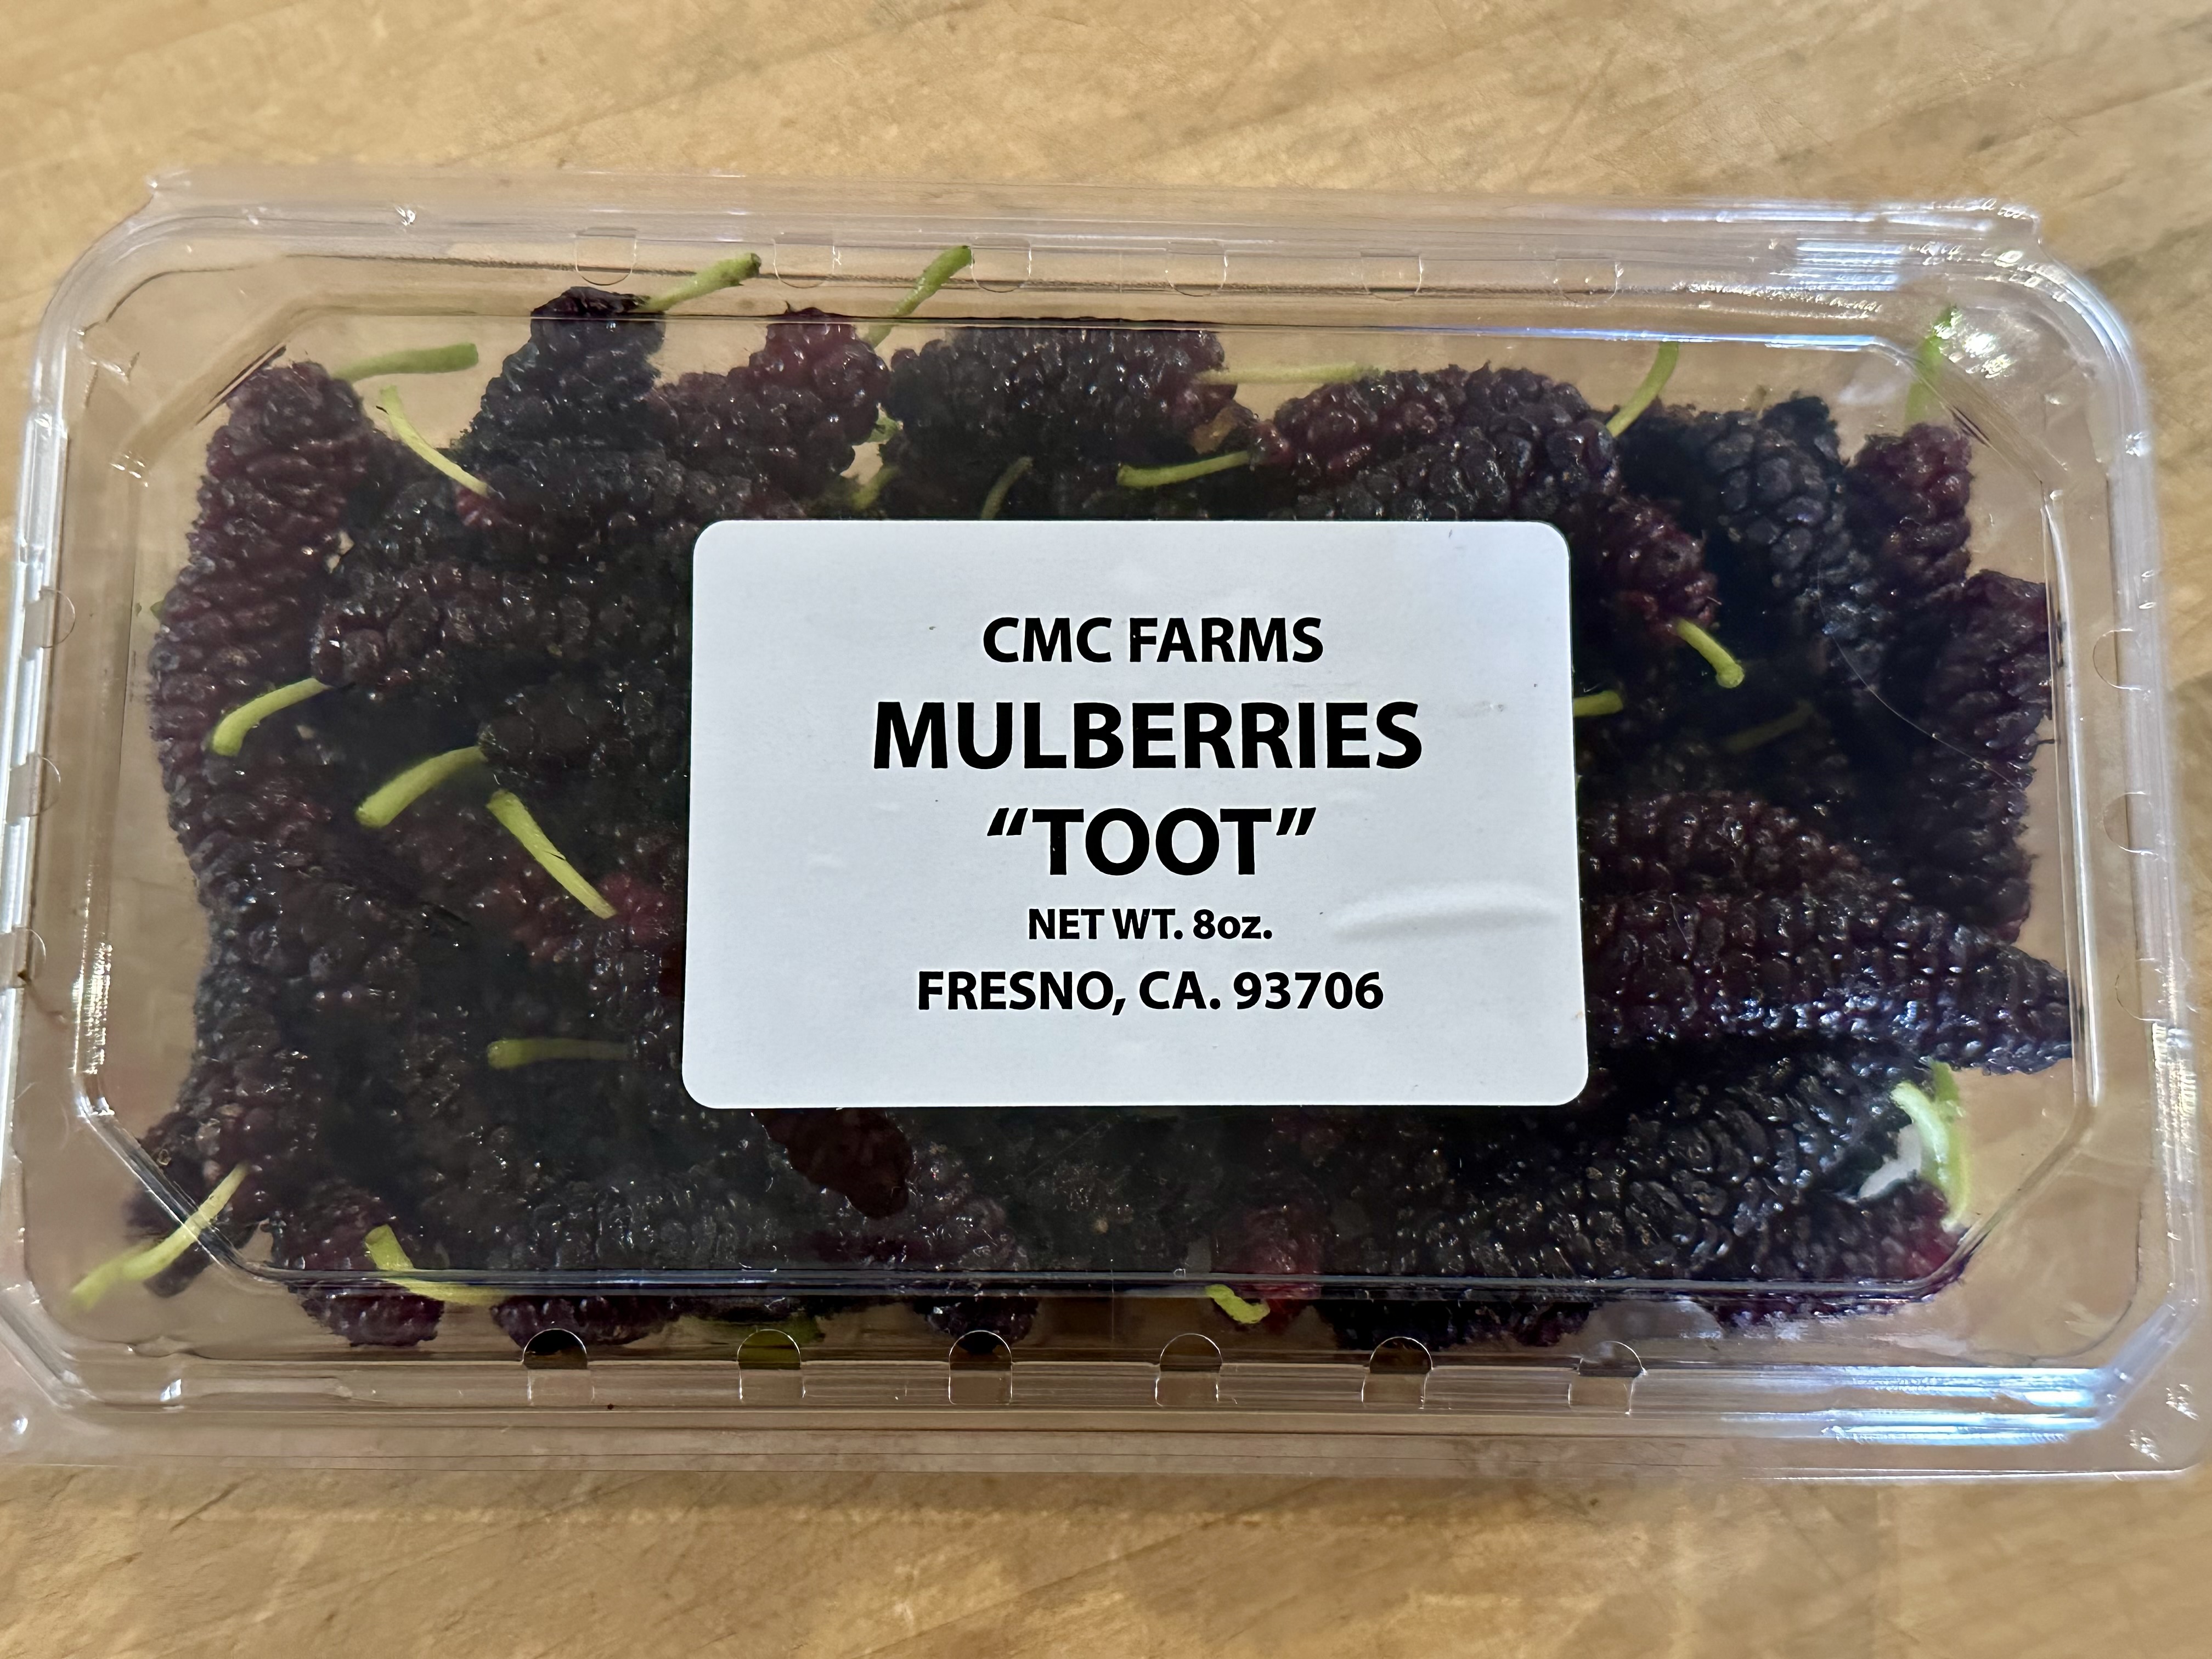 CMC FARMS
MULBERRIES
“TOOT”
NET WT. 8oz.
FRESNO, CA. 93706